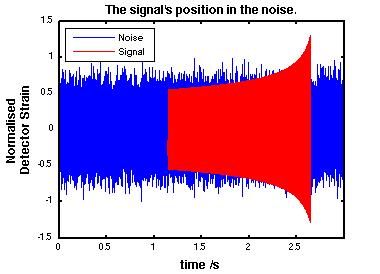 The signal's position in the noise.
1.5
Noise
Signal
1
0.5
0
-0.5
-1
-1.5
Normalised
Detector Strain
0 0.5 1 1.5 2 2.5
time /s